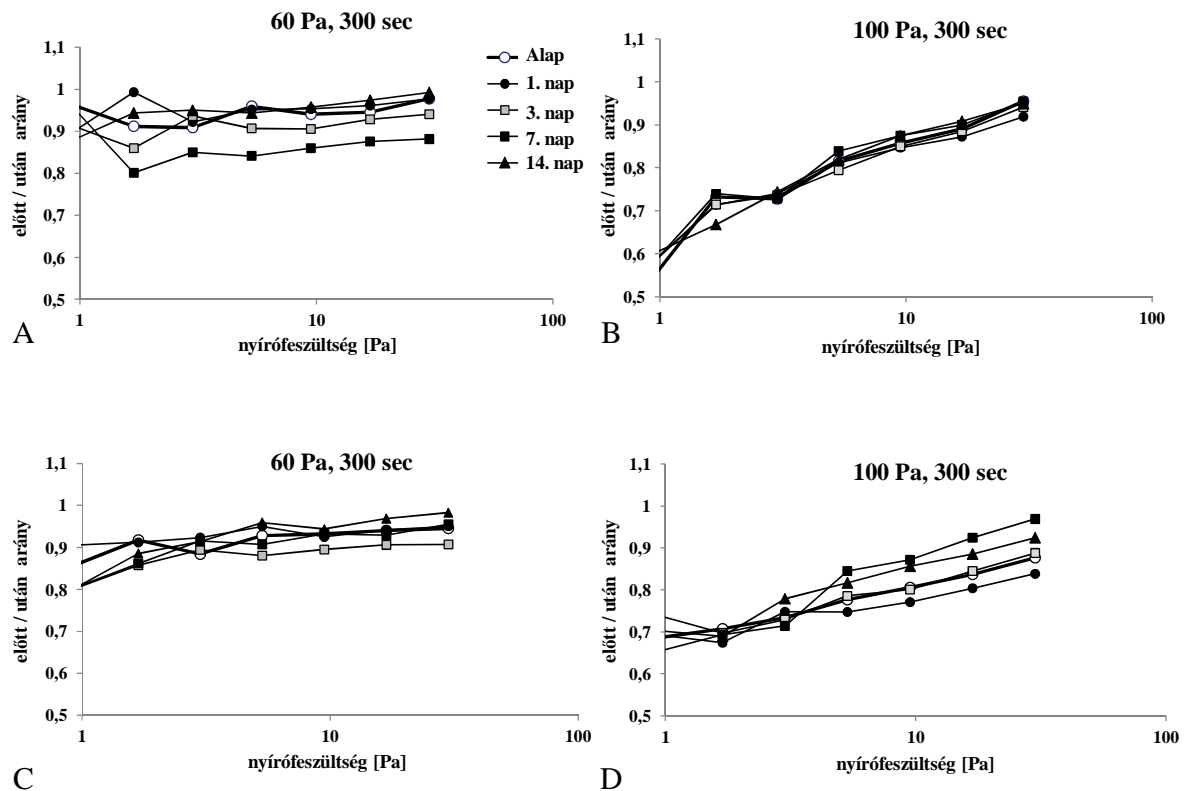 60 Pa, 300 sec
1,1
1
0,9
0,8
0,7
0,6
0,5
előtt / után arány
1
10
100
nyírófeszültség [Pa]
Alap
1. nap
3. nap
7. nap
14. nap
A
100 Pa, 300 sec
1,1
1
0,9
0,8
0,7
0,6
0,5
előtt / után arány
1
10
100
nyírófeszültség [Pa]
B
60 Pa, 300 sec
1,1
1
0,9
0,8
0,7
0,6
0,5
előtt / után arány
1
10
100
nyírófeszültség [Pa]
C
100 Pa, 300 sec
1,1
1
0,9
0,8
0,7
0,6
0,5
előtt / után arány
1
10
100
nyírófeszültség [Pa]
D